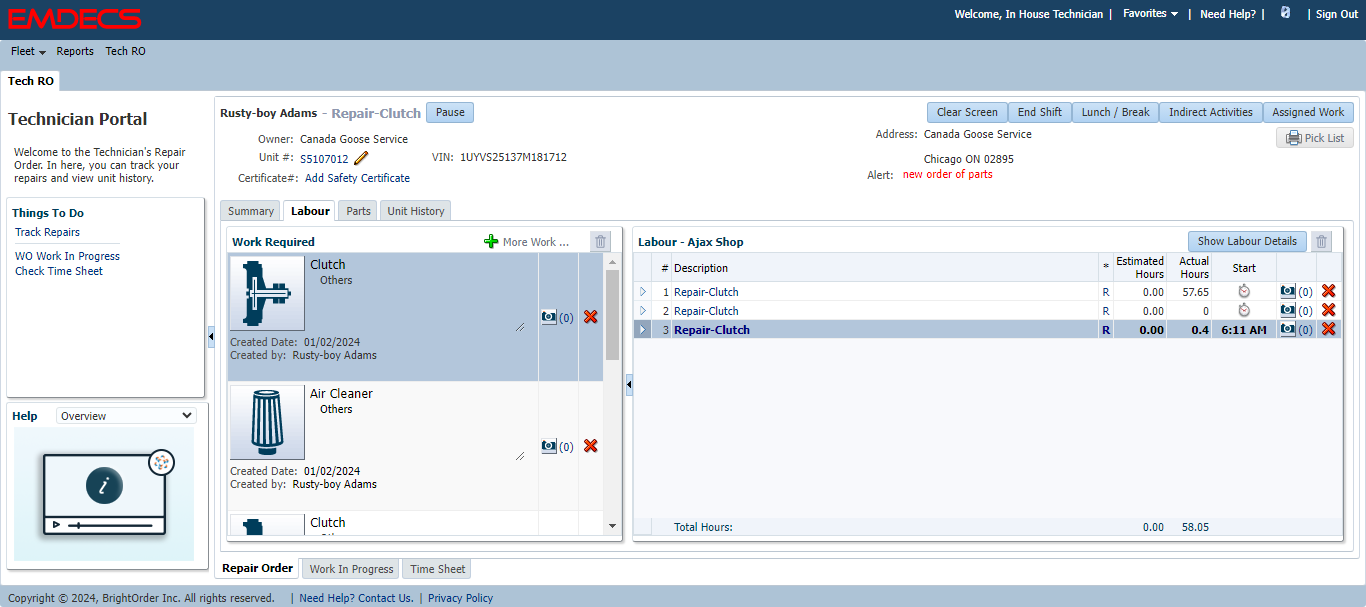 EMDECS
Welcome, In House Technician | Favorites | Need Help? | | Sign Out
Fleet Reports Tech RO
Tech RO
Technician Portal
Welcome to the Technician's Repair
Order. In here, you can track your
repairs and view unit history.
Things To Do
Track Repairs
WO Work In Progress
Check Time Sheet
Help Overview
Rusty-boy Adams - Repair-Clutch Pause
Clear Screen End Shift Lunch / Break Indirect Activities Assigned Work
Pick List
Owner: Canada Goose Service
Unit #: S5107012 VIN: 1UYVS25137M181712
Certificate#: Add Safety Certificate
Address: Canada Goose Service
Chicago ON 02895
Alert: new order of parts
Summary Labour Parts Unit History
Work Required More Work ...
Clutch
Others
(0)
Created Date: 01/02/2024
Created by: Rusty-boy Adams
Air Cleaner
Others
(0)
Created Date: 01/02/2024
Created by: Rusty-boy Adams
Clutch
Labour - Ajax Shop Show Labour Details
# Description * Estimated Hours Actual Hours Start
1 Repair-Clutch R 0.00 57.65 (0)
2 Repair-Clutch R 0.00 0 (0)
3 Repair-Clutch R 0.00 0.4 6:11 AM (0)
Total Hours: 0.00 58.05
Repair Order Work In Progress Time Sheet
Copyright © 2024, BrightOrder Inc. All rights reserved. | Need Help? Contact Us. | Privacy Policy